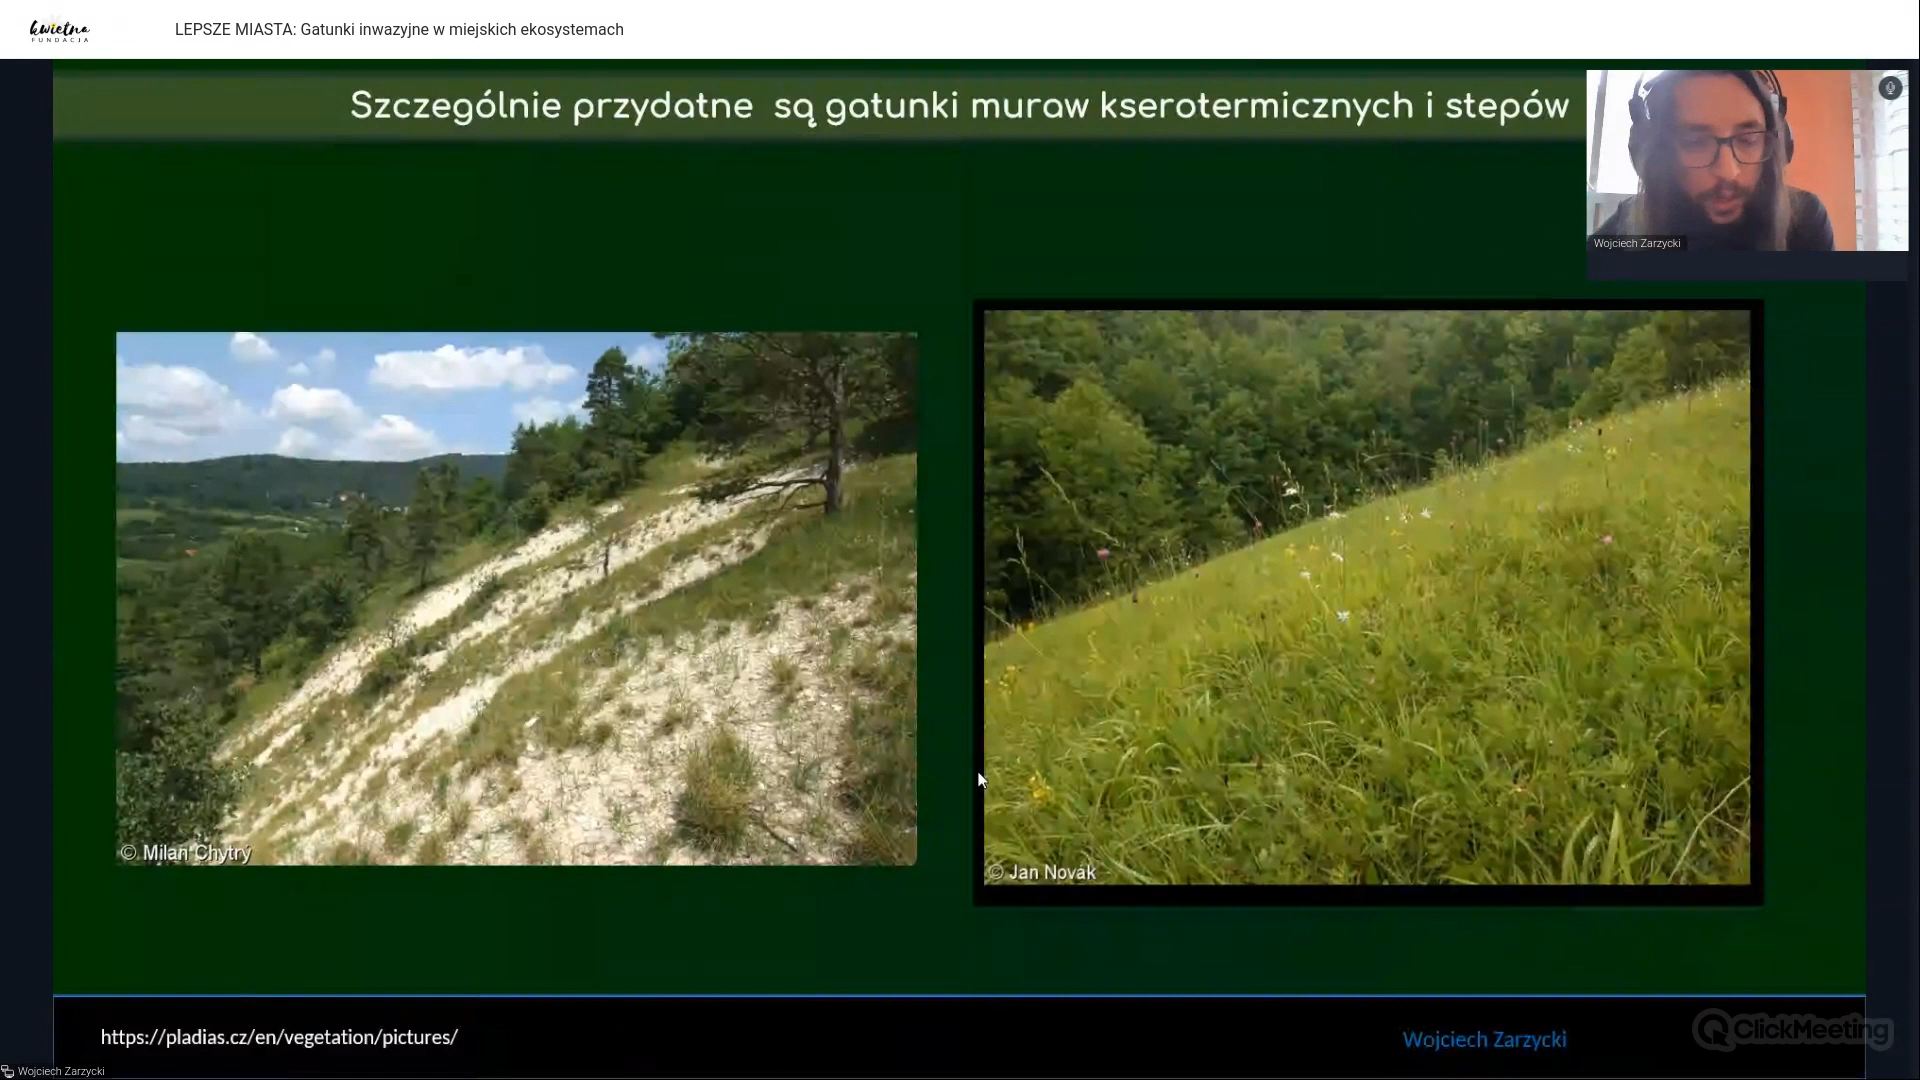 kwietna
FUNDACJA
LEPSZE MIASTA: Gatunki inwazyjne w miejskich ekosystemach
Szczególnie przydatne są gatunki muraw kserotermicznych i stepów
Wojciech Zarzycki
© Milan Chytrý
© Jan Novák
https://pladias.cz/en/vegetation/pictures/
Wojciech Zarzycki
ClickMeeting
Wojciech Zarzycki